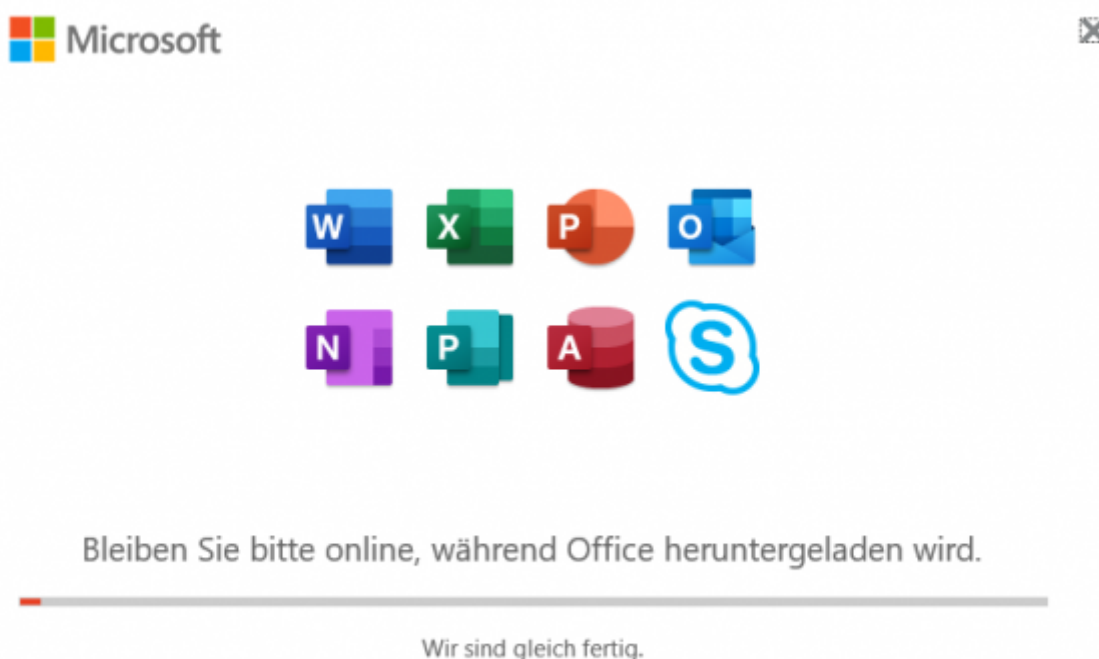 Microsoft
W X P O
N P A S
Bleiben Sie bitte online, während Office heruntergeladen wird.
Wir sind gleich fertig.